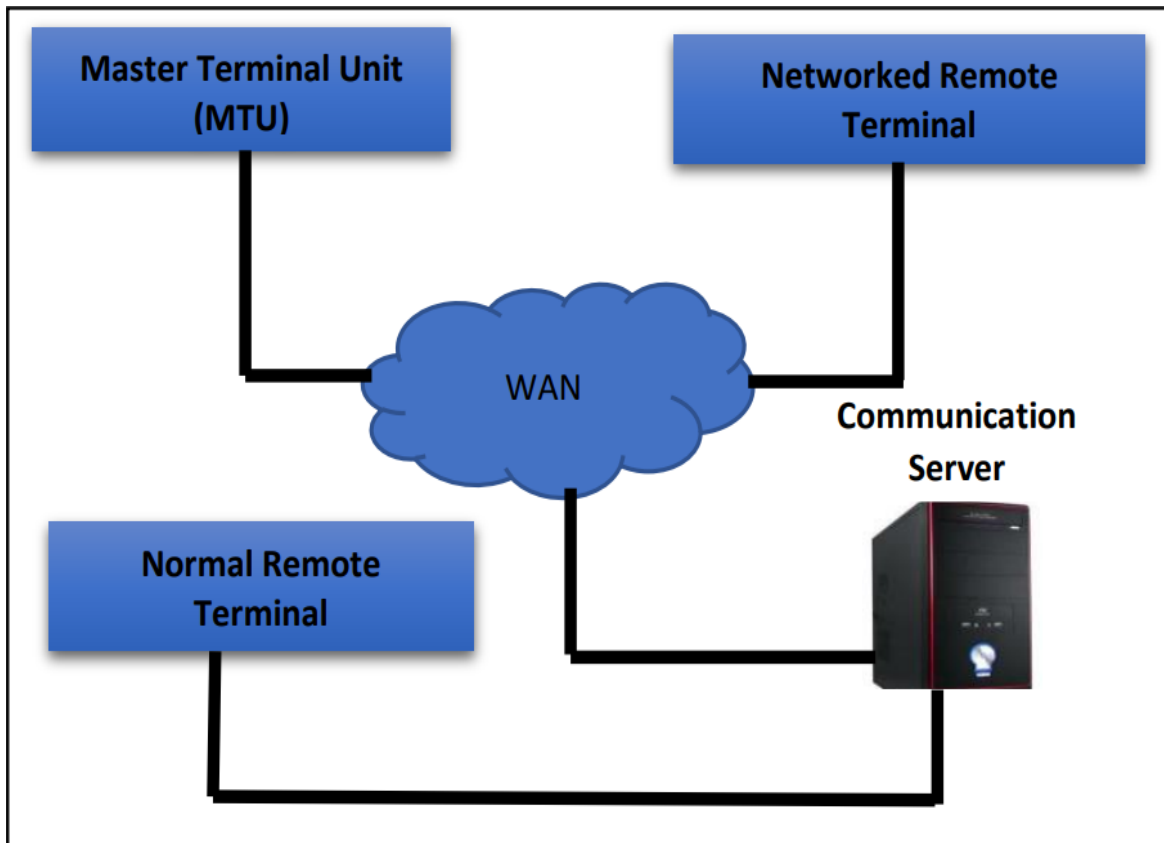 Master Terminal Unit
(MTU)
Networked Remote
Terminal
WAN
Communication
Server
Normal Remote
Terminal